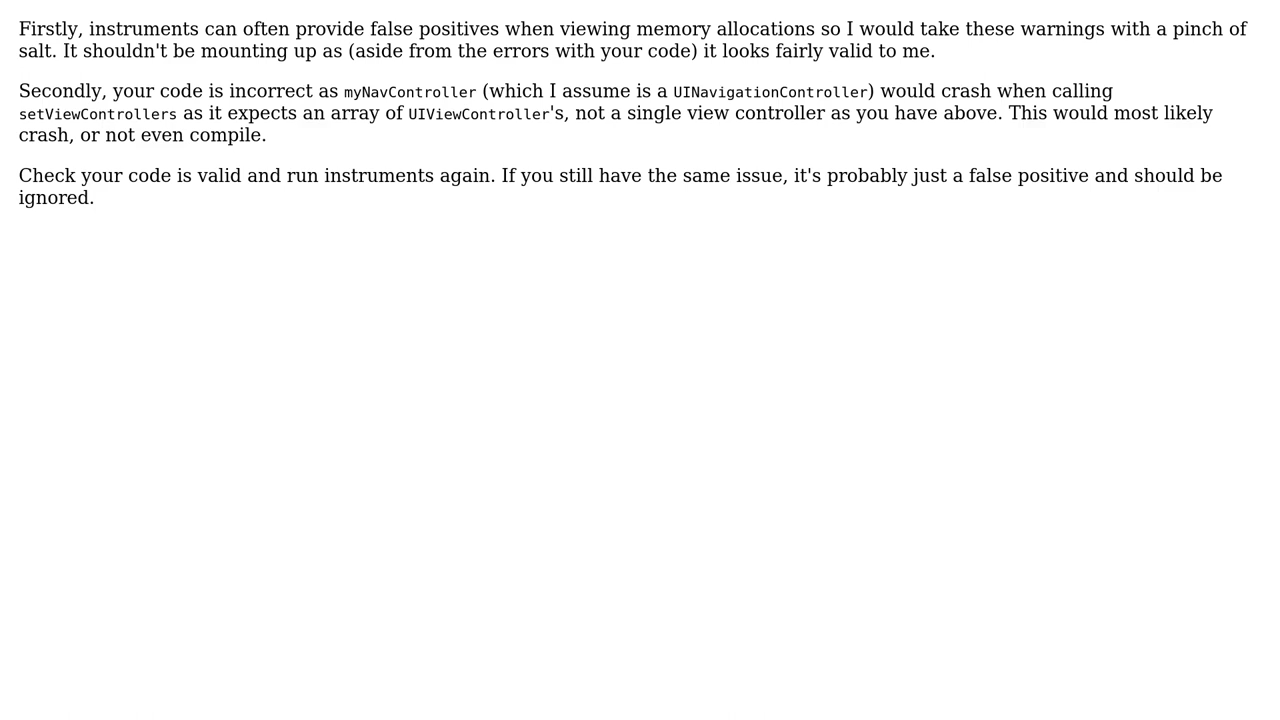 Firstly, instruments can often provide false positives when viewing memory allocations so I would take these warnings with a pinch of
salt. It shouldn't be mounting up as (aside from the errors with your code) it looks fairly valid to me.
Secondly, your code is incorrect as myNavController (which I assume is a UINavigationController) would crash when calling
setViewControllers as it expects an array of UIViewController's, not a single view controller as you have above. This would most likely
crash, or not even compile.
Check your code is valid and run instruments again. If you still have the same issue, it's probably just a false positive and should be
ignored.